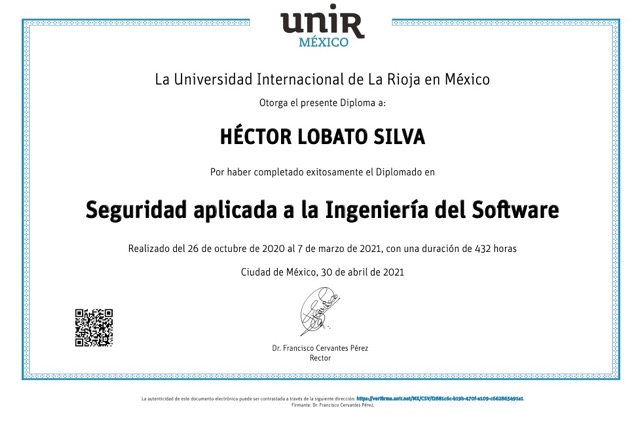 unir
MÉXICO
La Universidad Internacional de La Rioja en México
Otorga el presente Diploma a:
HÉCTOR LOBATO SILVA
Por haber completado exitosamente el Diplomado en
Seguridad aplicada a la Ingeniería del Software
Realizado del 26 de octubre de 2020 al 7 de marzo de 2021, con una duración de 432 horas
Ciudad de México, 30 de abril de 2021
Dr. Francisco Cervantes Pérez
Rector
La autenticidad de este documento electrónico puede ser contrastada a través de la siguiente dirección:
Firmante: Dr. Francisco Cervantes Pérez.